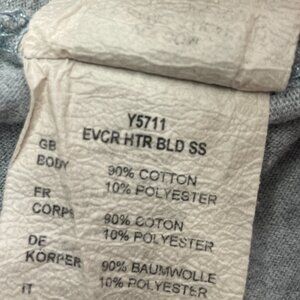 Y5711
EVCR HTR BLD SS
GB
BODY
90% COTTON
10% POLYESTER
FR
CORPS
90% COTON
10% POLYESTER
DE
KÖRPER
90% BAUMWOLLE
10% POLYESTER
IT